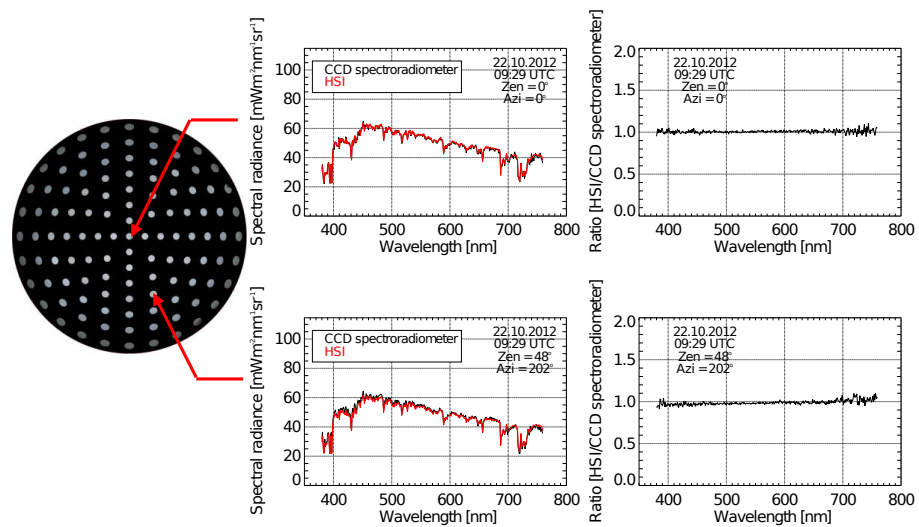 Spectral radiance [mWm⁻²nm⁻¹sr⁻¹]
100
80
60
40
20
0
CCD spectroradiometer
HSI
22.10.2012
09:29 UTC
Zen = 0°
Azi = 0°
400 500 600 700 800
Wavelength [nm]
Ratio [HSI/CCD spectroradiometer]
2.0
1.5
1.0
0.5
0.0
22.10.2012
09:29 UTC
Zen = 0°
Azi = 0°
400 500 600 700 800
Wavelength [nm]
Spectral radiance [mWm⁻²nm⁻¹sr⁻¹]
100
80
60
40
20
0
CCD spectroradiometer
HSI
22.10.2012
09:29 UTC
Zen = 48°
Azi = 202°
400 500 600 700 800
Wavelength [nm]
Ratio [HSI/CCD spectroradiometer]
2.0
1.5
1.0
0.5
0.0
22.10.2012
09:29 UTC
Zen = 48°
Azi = 202°
400 500 600 700 800
Wavelength [nm]